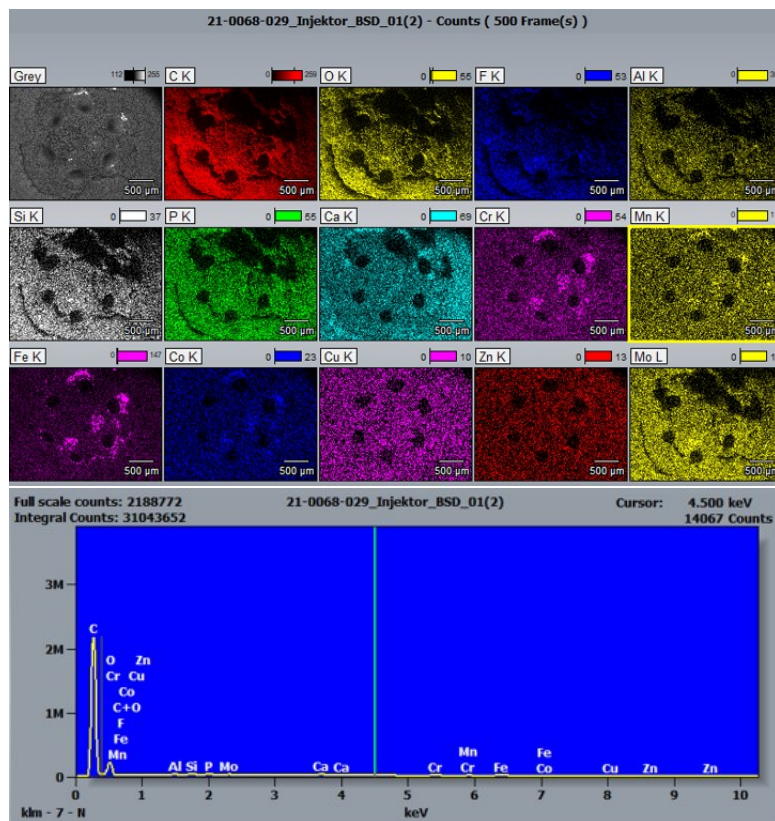 21-0068-029_Injektor_BSD_01(2) - Counts ( 500 Frame(s) )
Grey 112 255 C K 0 259 O K 0 55 F K 0 53 Al K 0
500 µm 500 µm 500 µm 500 µm 500 µm
Si K 0 37 P K 0 55 Ca K 0 69 Cr K 0 54 Mn K 0
500 µm 500 µm 500 µm 500 µm 500 µm
Fe K 0 147 Co K 0 23 Cu K 0 10 Zn K 0 13 Mo L 0
500 µm 500 µm 500 µm 500 µm 500 µm
Full scale counts: 2188772 21-0068-029_Injektor_BSD_01(2) Cursor: 4.500 keV
Integral Counts: 31043652 14067 Counts
3M
2M
1M
0
C
O Zn
Cr Cu
Co
C+O
F
Fe
Mn
Al Si P Mo Ca Ca Cr Mn Cr Fe Fe Co Cu Zn Zn
0 1 2 3 4 5 6 7 8 9 10
klm - 7 - N keV